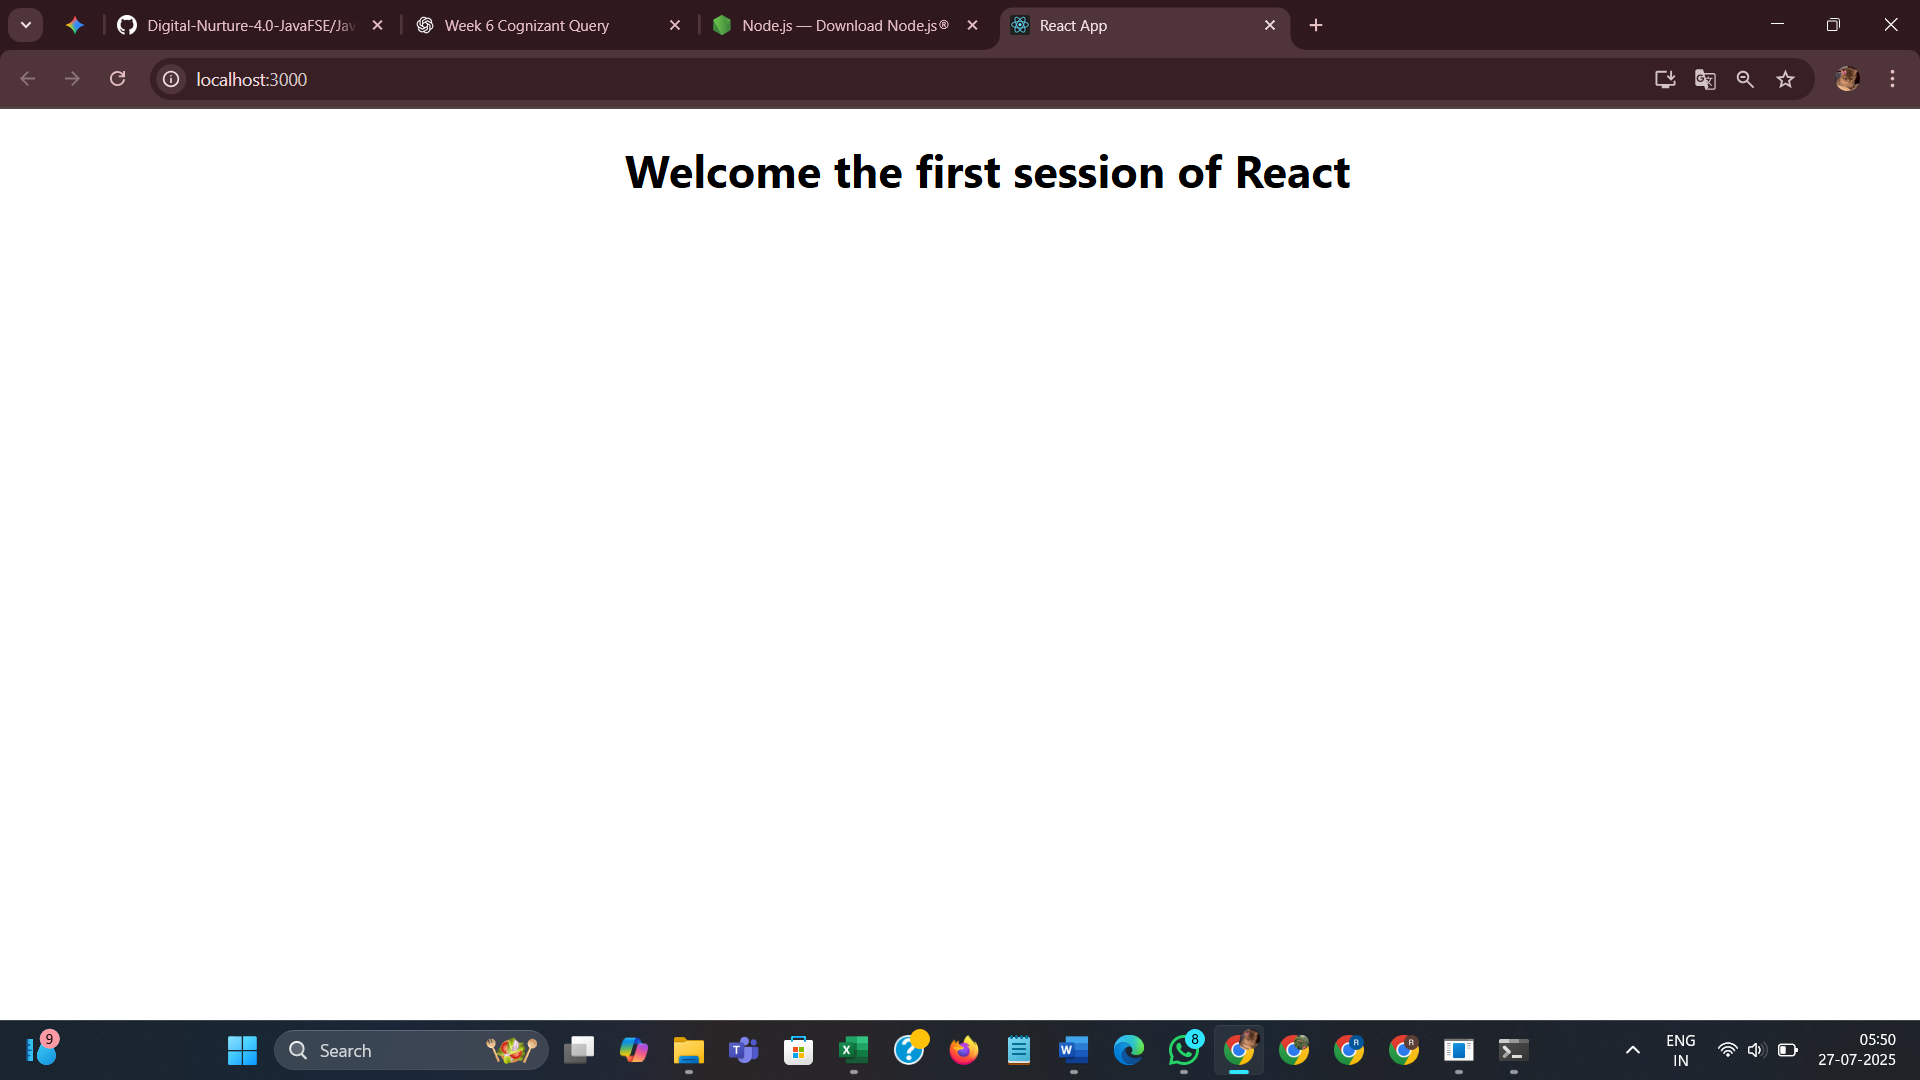 Digital-Nurture-4.0-JavaFSE/Jav
Week 6 Cognizant Query
Node.js — Download Node.js®
React App
localhost:3000
Welcome the first session of React
9
Search
8
R
R
ENG
IN
05:50
27-07-2025